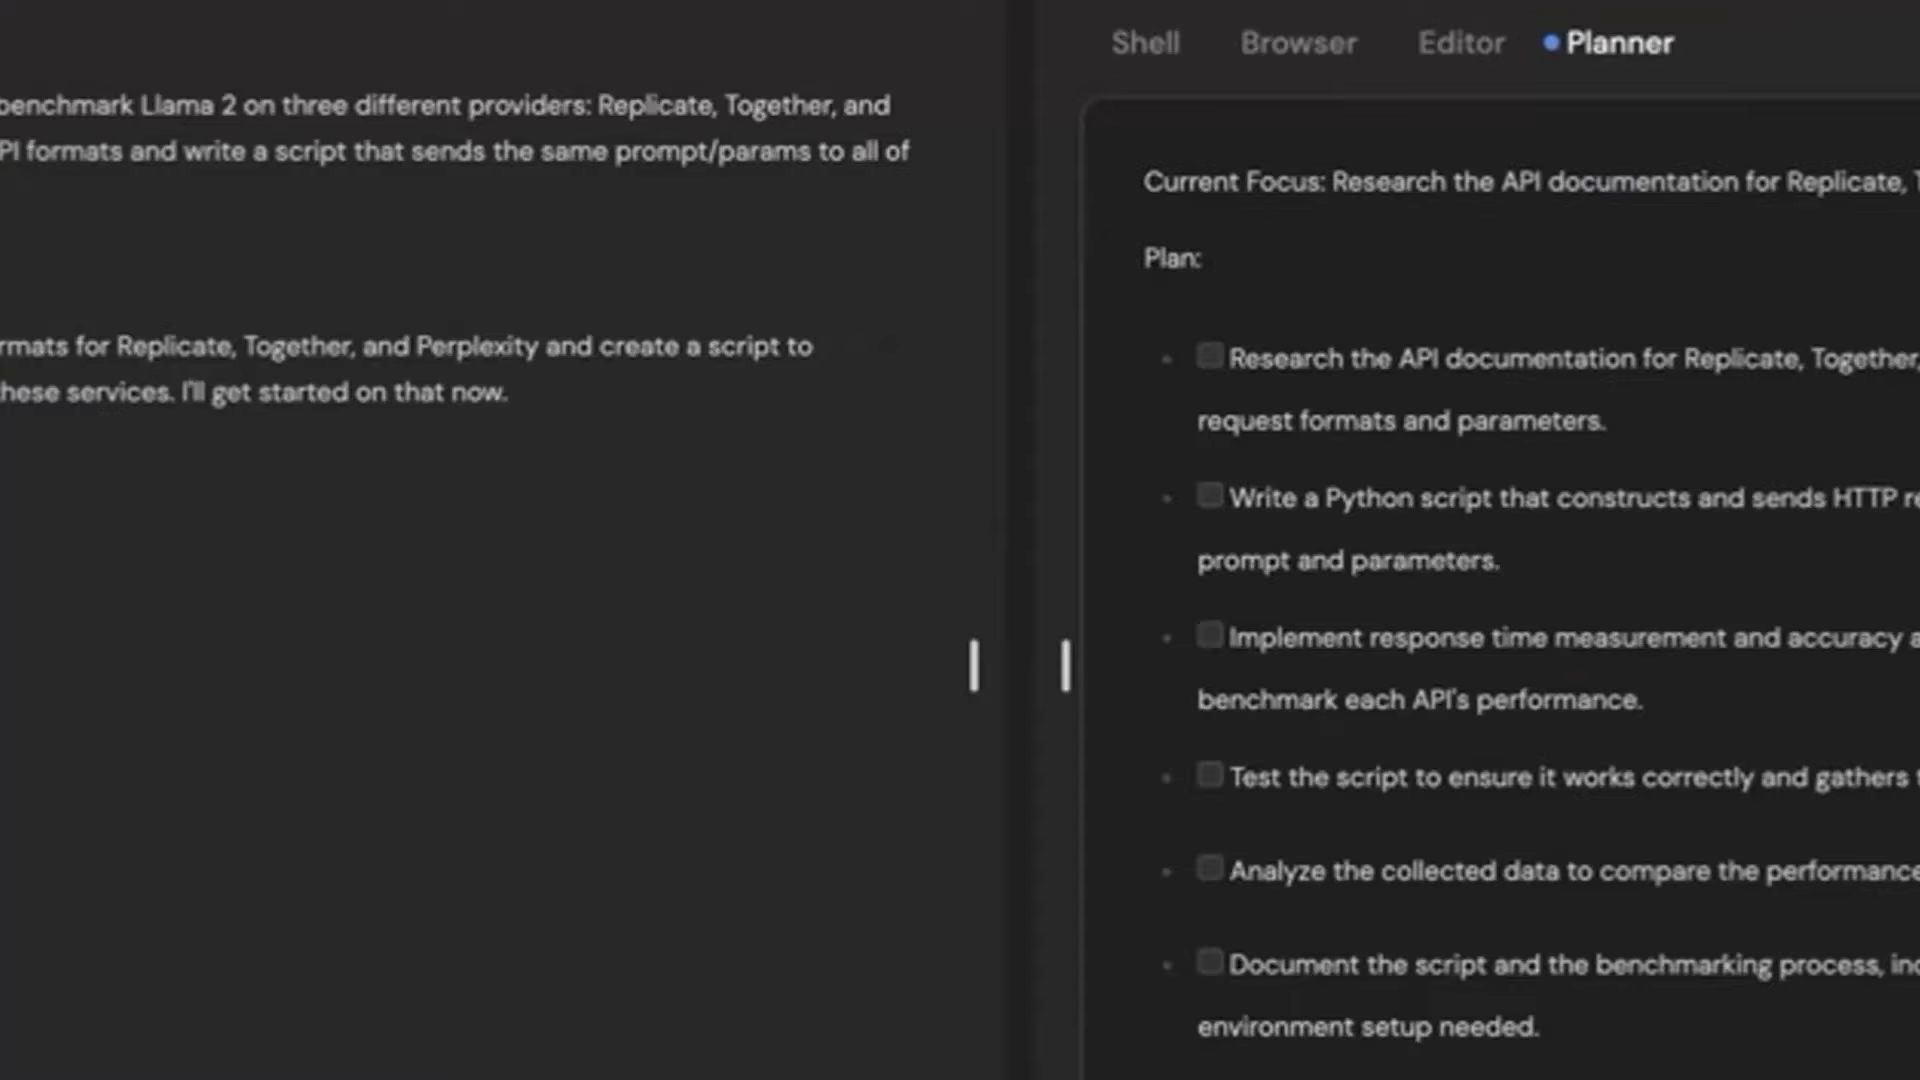 benchmark Llama 2 on three different providers: Replicate, Together, and
PI formats and write a script that sends the same prompt/params to all of
rmats for Replicate, Together, and Perplexity and create a script to
these services. I'll get started on that now.
Shell Browser Editor Planner
Current Focus: Research the API documentation for Replicate,
Plan:
Research the API documentation for Replicate, Together,
request formats and parameters.
Write a Python script that constructs and sends HTTP re
prompt and parameters.
Implement response time measurement and accuracy a
benchmark each API's performance.
Test the script to ensure it works correctly and gathers t
Analyze the collected data to compare the performance
Document the script and the benchmarking process, inc
environment setup needed.